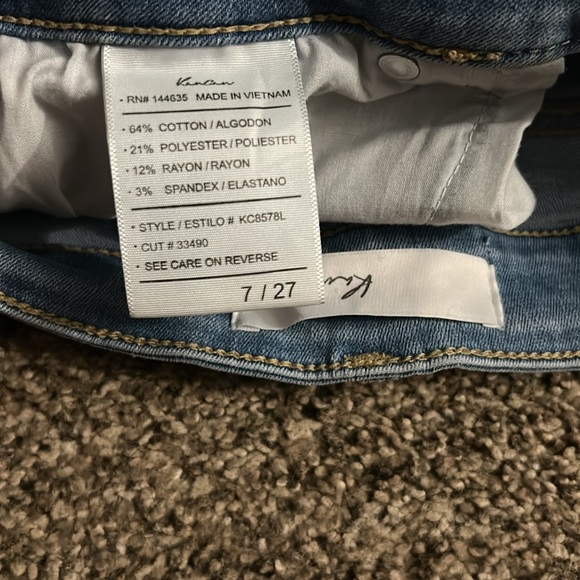 KanCan
- RN# 144635 MADE IN VIETNAM
· 64% COTTON / ALGODON
· 21% POLYETER / POLIESTER
· 12% RAYON / RAYON
· 3% SPANDEX / ELASTANO
· STYLE / ESTILO # KC8578L
· CUT # 33490
· SEE CARE ON REVERSE
7 / 27